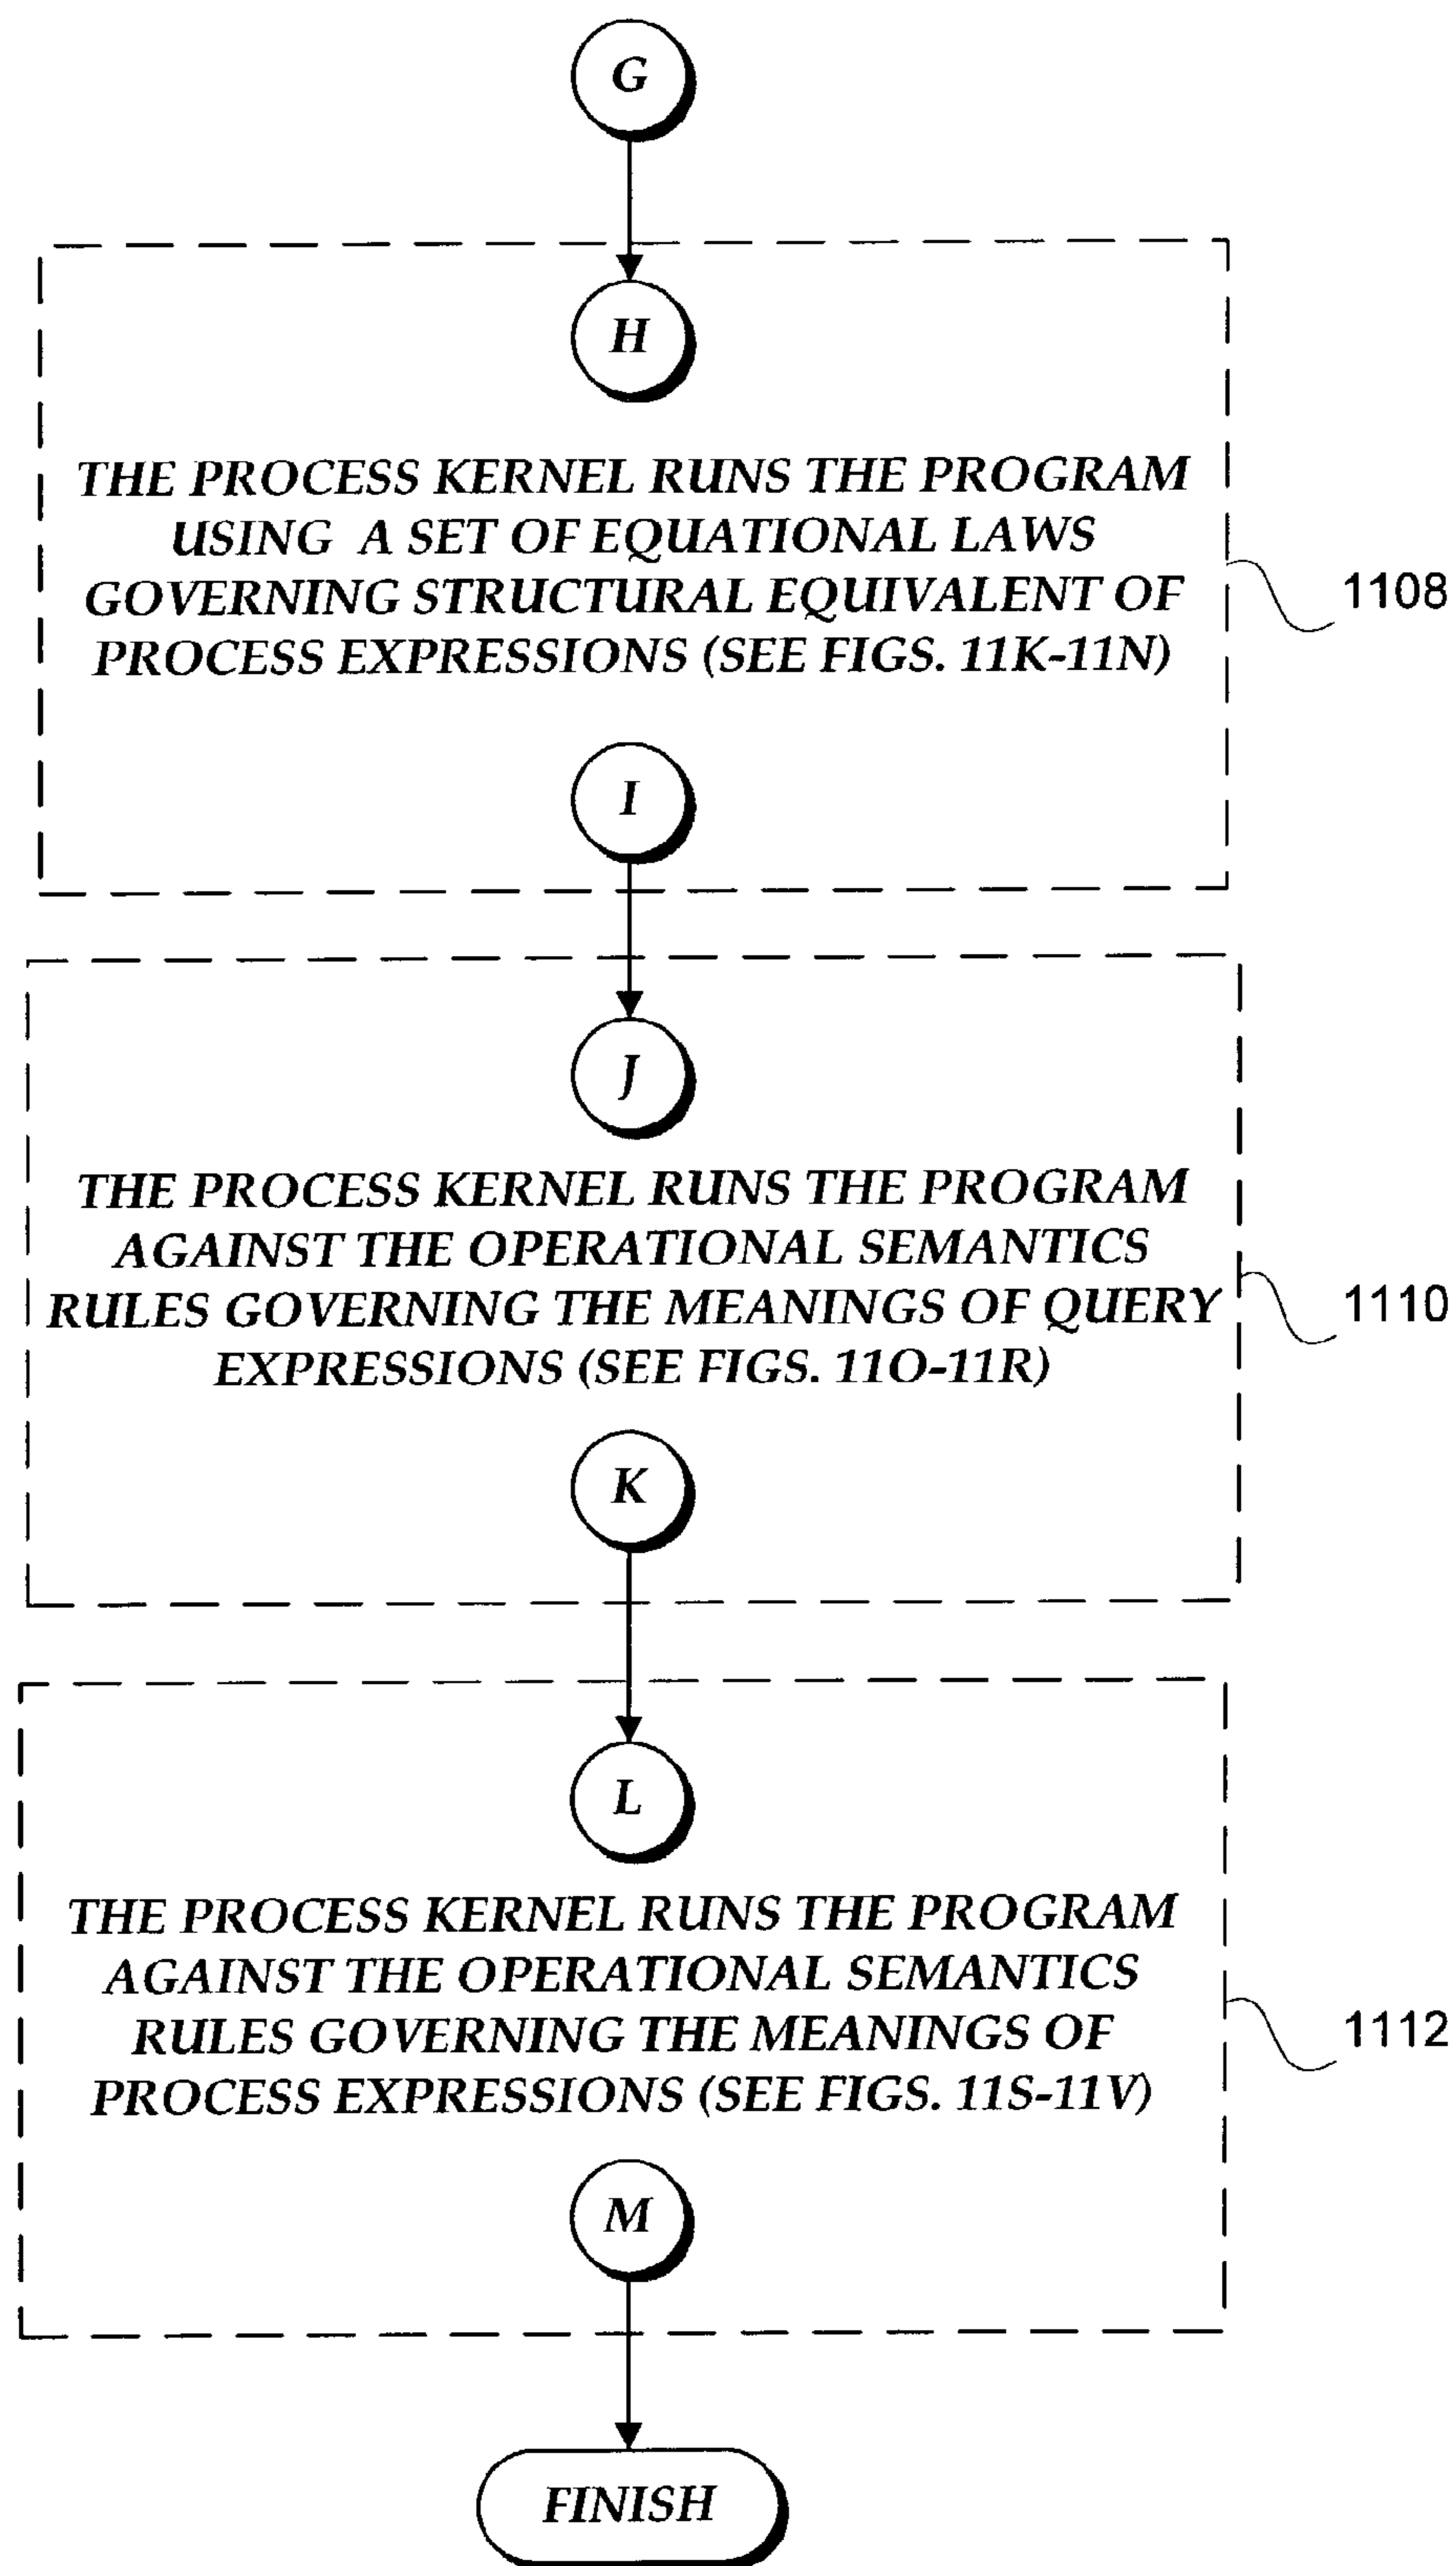 G
H
THE PROCESS KERNEL RUNS THE PROGRAM
USING A SET OF EQUATIONAL LAWS
GOVERNING STRUCTURAL EQUIVALENT OF
PROCESS EXPRESSIONS (SEE FIGS. 11K-11N)
1108
I
J
THE PROCESS KERNEL RUNS THE PROGRAM
AGAINST THE OPERATIONAL SEMANTICS
RULES GOVERNING THE MEANINGS OF QUERY
EXPRESSIONS (SEE FIGS. 11O-11R)
1110
K
L
THE PROCESS KERNEL RUNS THE PROGRAM
AGAINST THE OPERATIONAL SEMANTICS
RULES GOVERNING THE MEANINGS OF
PROCESS EXPRESSIONS (SEE FIGS. 11S-11V)
1112
M
FINISH